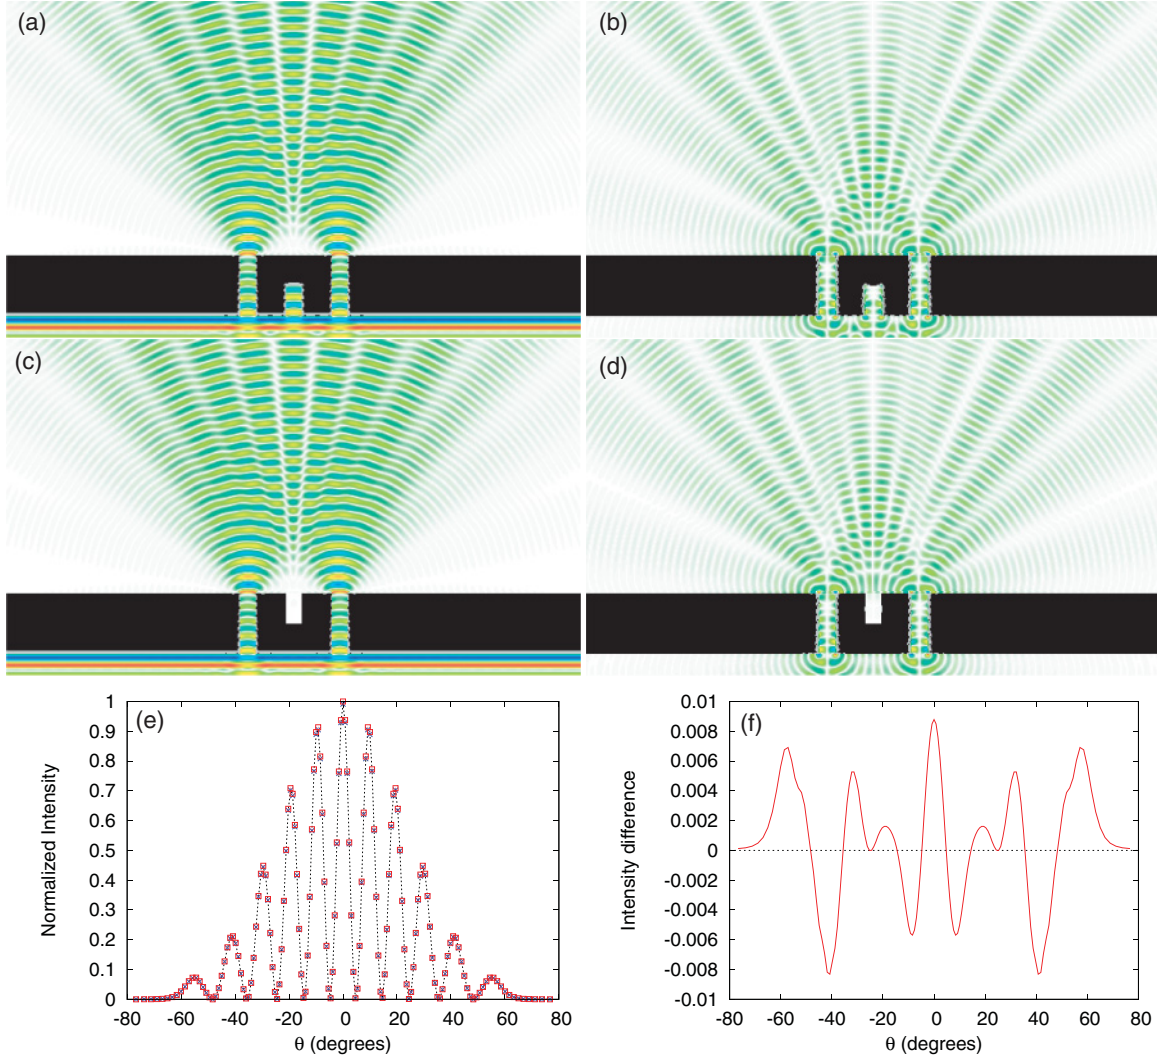 (a)
(b)
(c)
(d)
(e)
1
0.9
0.8
0.7
0.6
0.5
0.4
0.3
0.2
0.1
0
Normalized Intensity
-80 -60 -40 -20 0 20 40 60 80
θ (degrees)
(f)
0.01
0.008
0.006
0.004
0.002
0
-0.002
-0.004
-0.006
-0.008
-0.01
Intensity difference
-80 -60 -40 -20 0 20 40 60 80
θ (degrees)